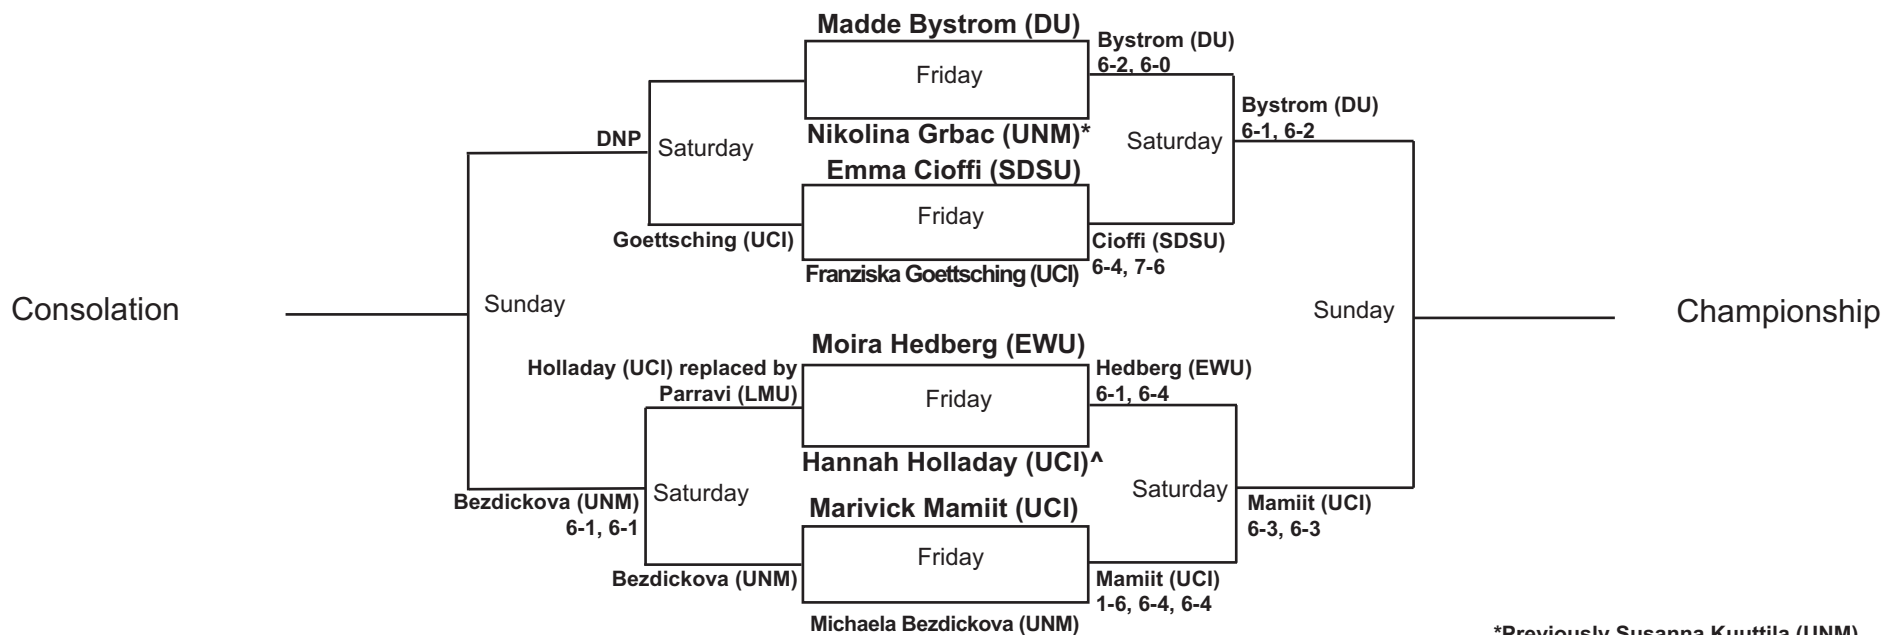 Madde Bystrom (DU)
Bystrom (DU)
6-2, 6-0
Friday
Bystrom (DU)
6-1, 6-2
DNP
Saturday
Nikolina Grbac (UNM)*
Saturday
Emma Cioffi (SDSU)
Friday
Goettsching (UCI)
Cioffi (SDSU)
6-4, 7-6
Franziska Goettsching (UCI)
Consolation
Sunday
Sunday
Championship
Moira Hedberg (EWU)
Holladay (UCI) replaced by
Parravi (LMU)
Hedberg (EWU)
6-1, 6-4
Friday
Hannah Holladay (UCI)^
Bezdickova (UNM)
6-1, 6-1
Saturday
Saturday
Mamiit (UCI)
6-3, 6-3
Marivick Mamiit (UCI)
Friday
Bezdickova (UNM)
Mamiit (UCI)
1-6, 6-4, 6-4
Michaela Bezdickova (UNM)
*Previously Susanna Kuuttila (UNM)